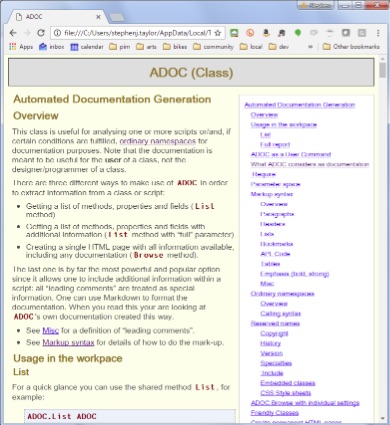 ADOC
file:///C:/Users/stephenj.taylor/AppData/Local/T
Apps inbox calendar pim arts bikes community local dev » Other bookmarks
ADOC (Class)
Automated Documentation Generation
Overview
This class is useful for analysing one or more scripts on/and, if
certain conditions are fulfilled, ordinary namespaces for
documentation purposes. Note that the documentation is
meant to be useful for the user of a class, not the
designer/programmer of a class.
There are three different ways to make use of ADOC in order
to extract information from a class or script:
Getting a list of methods, properties and fields (List
method)
Getting a list of methods, properties and fields with
additional information (List method with "full" parameter)
Creating a single HTML page with all information available,
including any documentation (Browse method).
The last one is by far the most powerful and popular option
since it allows one to include additional information within a
script: all "leading comments" are treated as special
information. One can use Markdown to format the
documentation. When you read this your are looking at
ADOC's own documentation created this way.
See Misc for a definition of "leading comments".
See Markup syntax for details of how to do the mark-up.
Usage in the workpace
List
For a quick glance you can use the shared method List, for
example:
ADOC.List ADOC
Automated Documentation Generation
Overview
Usage in the workspace
List
Full report
ADOC as a User Command
What ADOC considers as documentation
:Require
Parameter space
Markup syntax
Overview
Paragraphs
Headers
Lists
Bookmarks
APL Code
Tables
Emphasis (bold, strong)
Misc
Ordinary namespaces
Overview
Calling syntax
Reserved names
Copyright
History
Version
Specialties
:Include
Embedded classes
CSS Style sheets
ADOC.Browse with individual settings
Friendly Classes